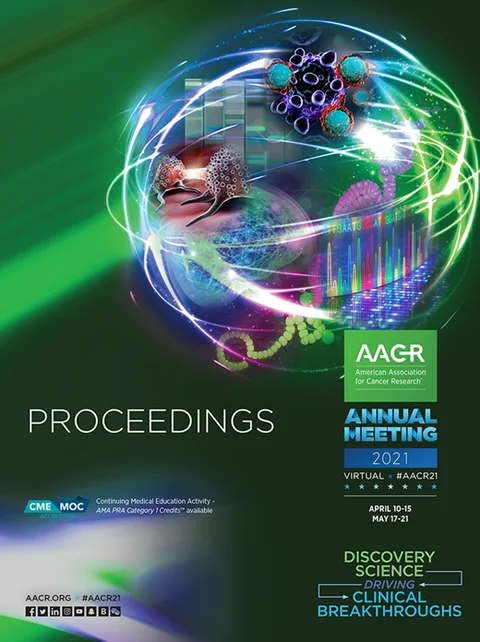 TGAATG
AT
AACR
American Association
for Cancer Research®
PROCEEDINGS
ANNUAL
MEETING
2021
VIRTUAL ★ #AACR21
APRIL 10-15
MAY 17-21
CME MOC
Continuing Medical Education Activity -
AMA PRA Category 1 Credits™ available
DISCOVERY
SCIENCE
DRIVING
CLINICAL
BREAKTHROUGHS
AACR.ORG ★ #AACR21